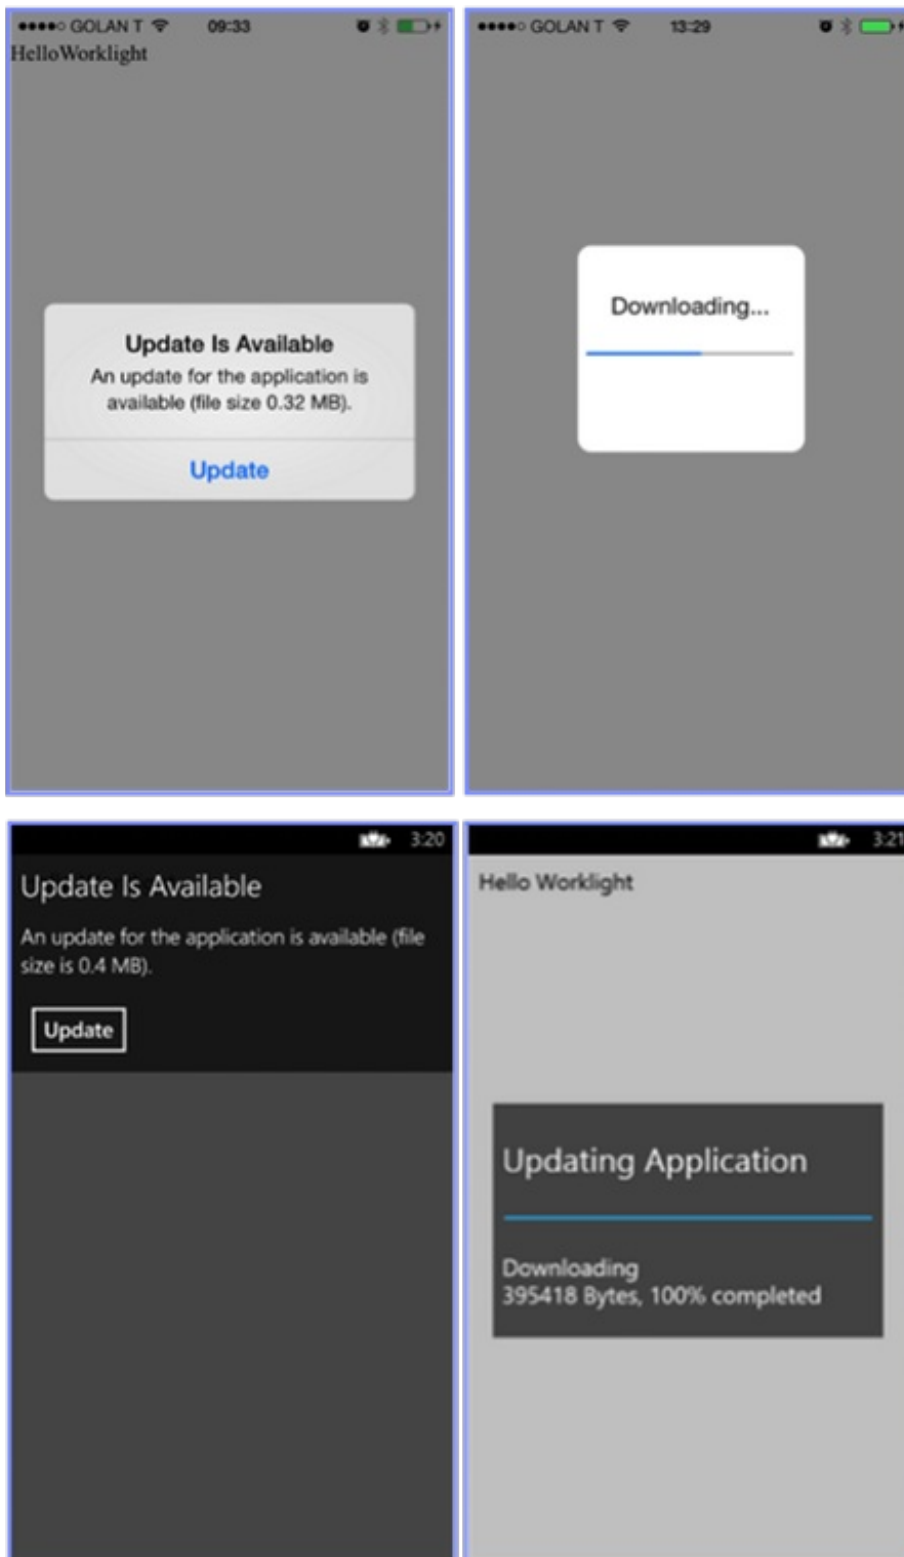 GOLAN T 09:33
HelloWorklight
Update Is Available
An update for the application is
available (file size 0.32 MB).
Update
GOLAN T 13:29
Downloading...
3:20
Update Is Available
An update for the application is available (file
size is 0.4 MB).
Update
3:21
Hello Worklight
Updating Application
Downloading
395418 Bytes, 100% completed